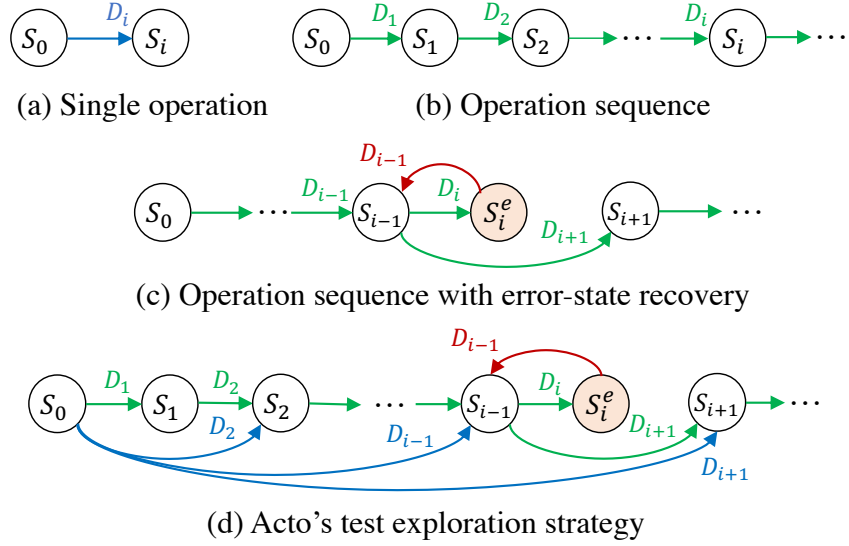 D_i
S_0 S_i
(a) Single operation
D_1 D_2 D_i
S_0 S_1 S_2 ... S_i ...
(b) Operation sequence
D_{i-1}
D_{i-1} D_i
S_0 ... S_{i-1} S_i^e S_{i+1} ...
D_{i+1}
(c) Operation sequence with error-state recovery
D_{i-1}
D_1 D_2 D_i
S_0 S_1 S_2 ... S_{i-1} S_i^e S_{i+1} ...
D_2 D_{i-1} D_{i+1}
D_{i+1}
(d) Acto's test exploration strategy